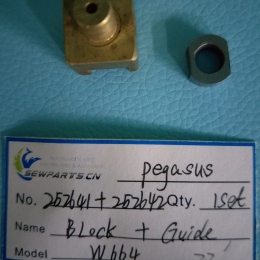 SEWPARTS.CN
pegasus
No. 252641+252642 Qty. 1set
Name Block + Guide
Model W664